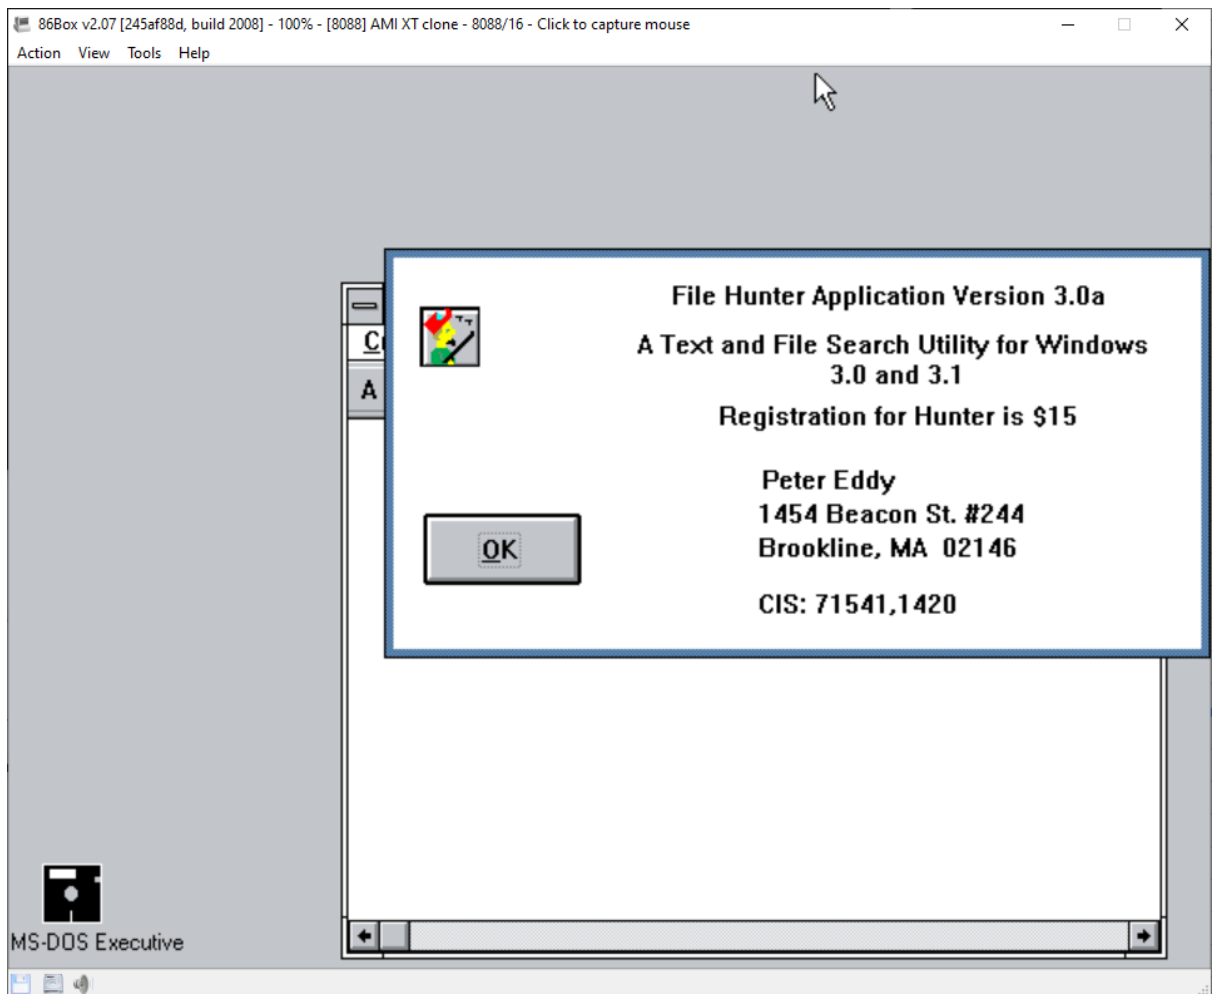 86Box v2.07 [245af88d, build 2008] - 100% - [8088] AMI XT clone - 8088/16 - Click to capture mouse
Action View Tools Help
File Hunter Application Version 3.0a
A Text and File Search Utility for Windows
3.0 and 3.1
Registration for Hunter is $15
Peter Eddy
1454 Beacon St. #244
Brookline, MA 02146
CIS: 71541,1420
OK
A
MS-DOS Executive